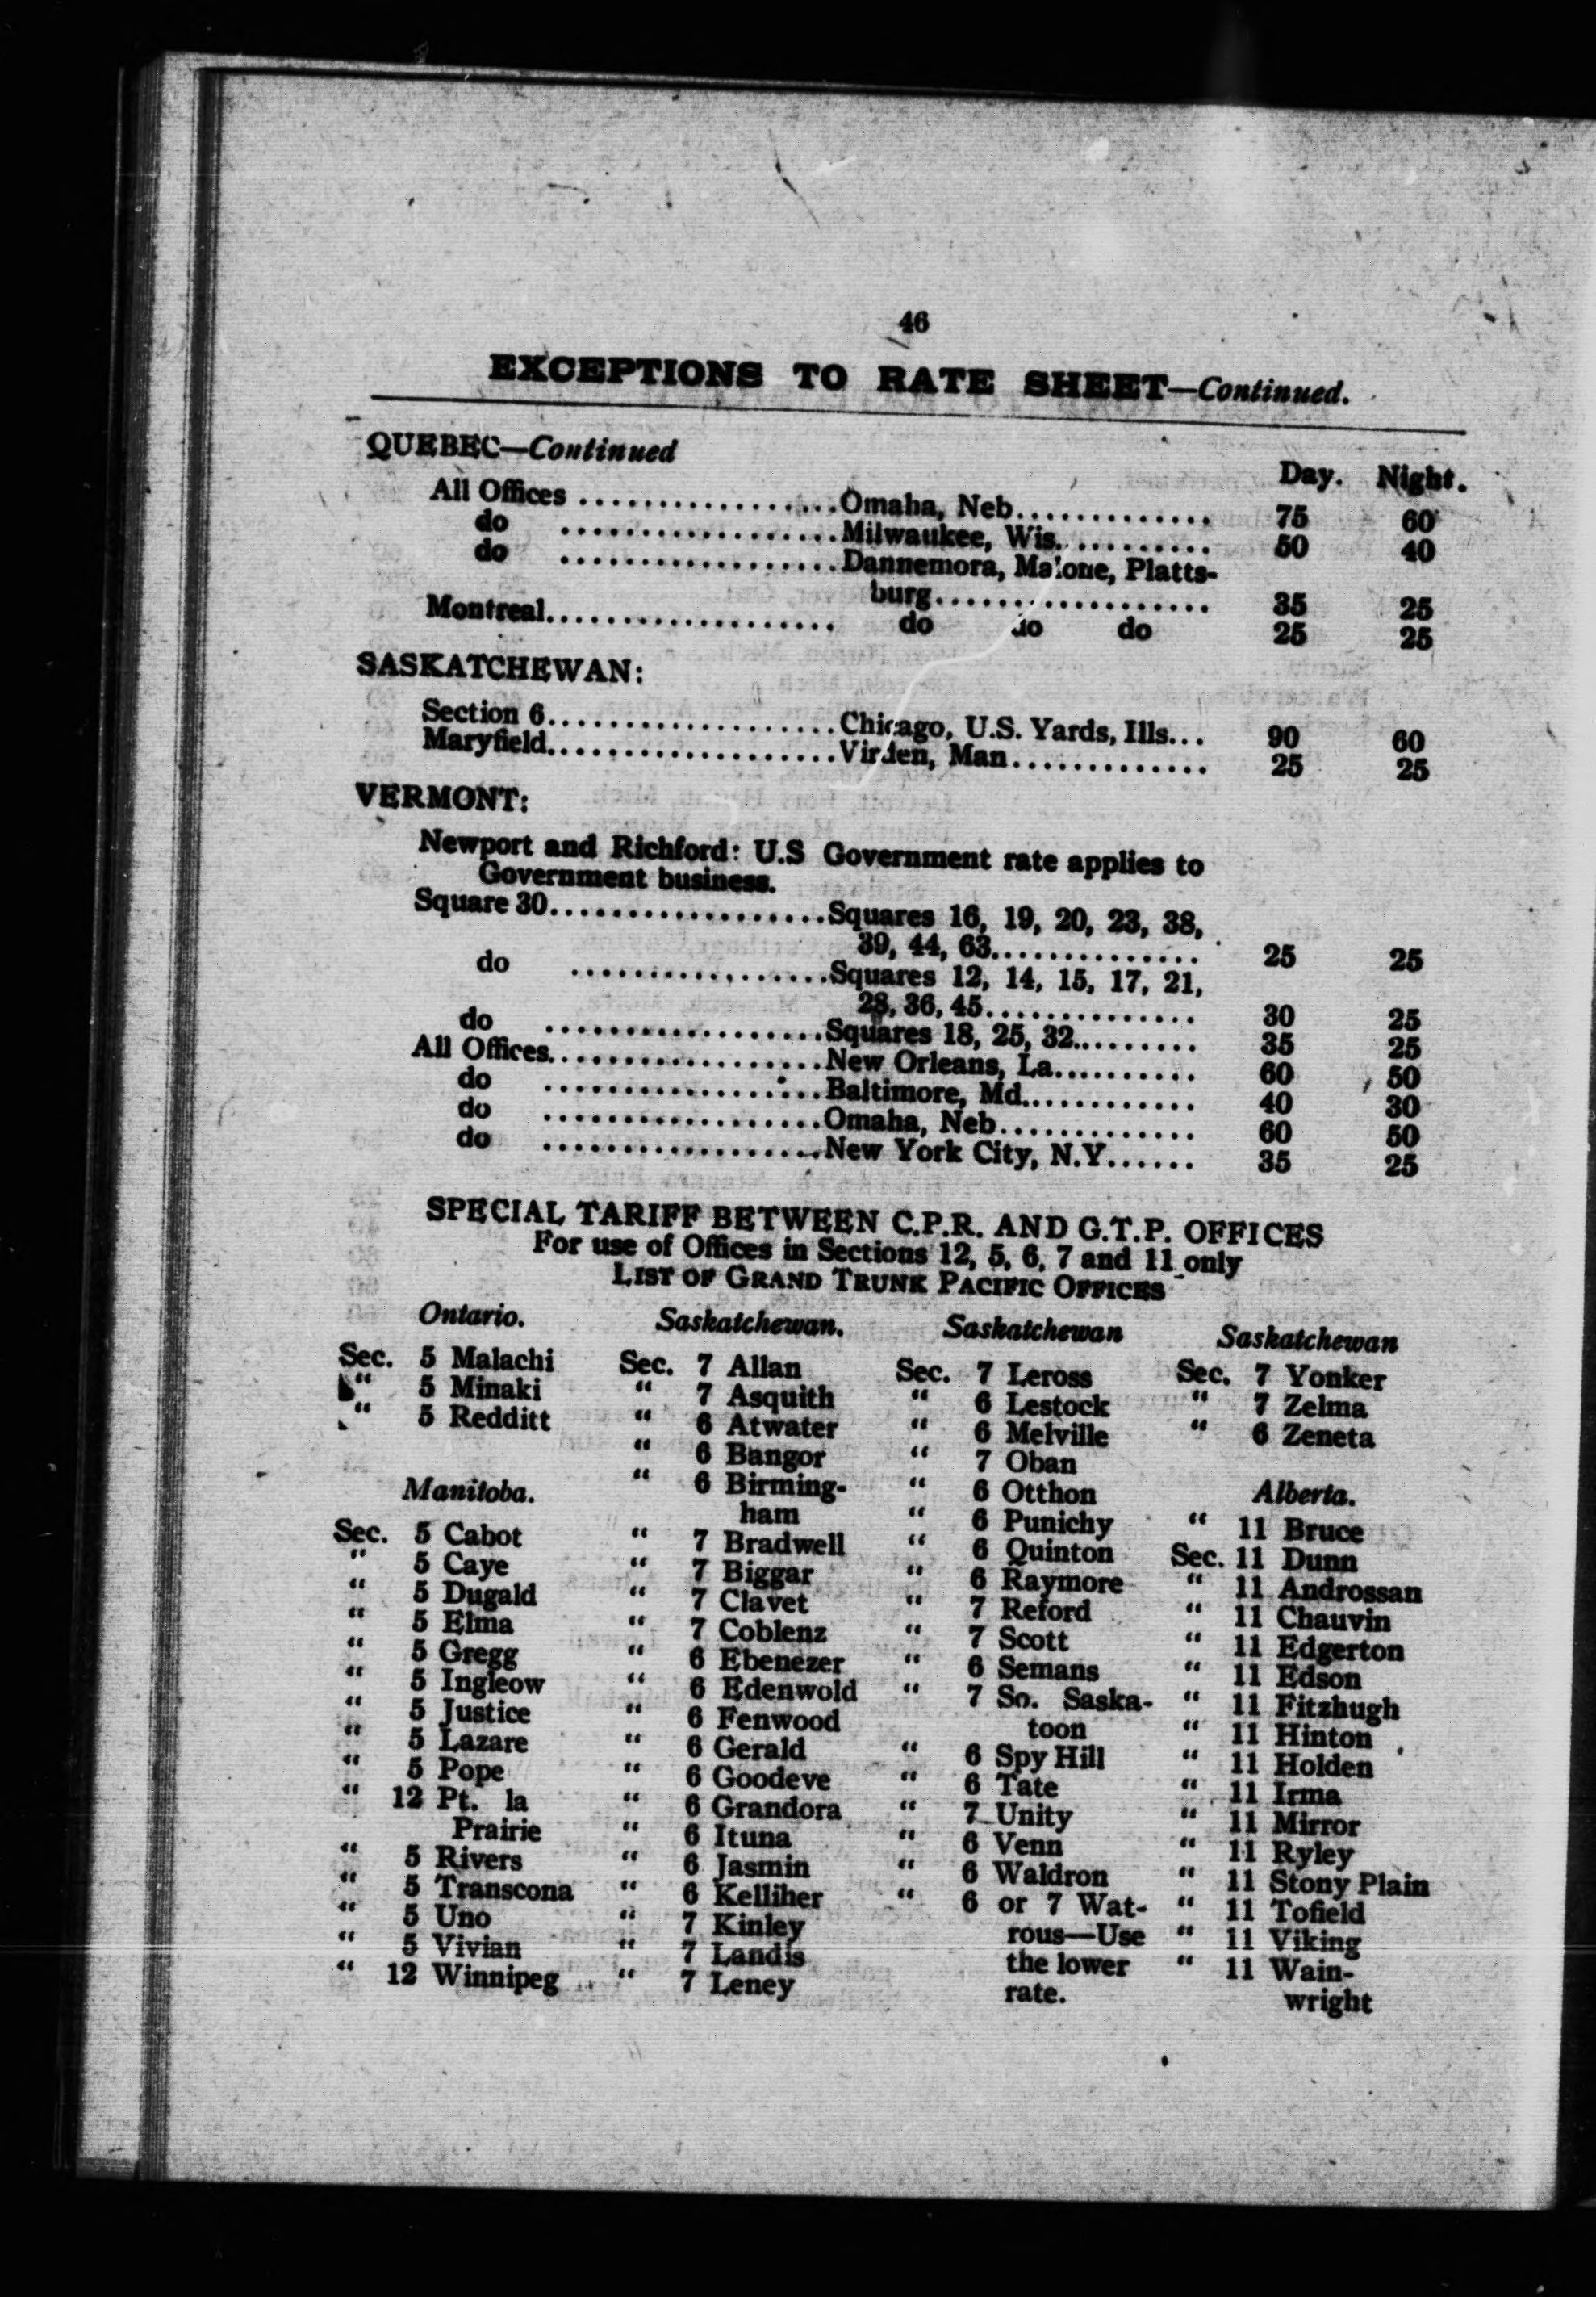 46
EXCEPTIONS TO RATE SHEET—Continued.
QUEBEC—Continued
Day. Night.
All Offices .................Omaha, Neb............. 75 60
do ..................Milwaukee, Wis.......... 50 40
do ..................Dannemora, Malone, Platts-
burg.................. 35 25
Montreal................... do do do 25 25
SASKATCHEWAN:
Section 6...................Chicago, U.S. Yards, Ills... 90 60
Maryfield...................Virden, Man............. 25 25
VERMONT:
Newport and Richford: U.S Government rate applies to
Government business.
Square 30..................Squares 16, 19, 20, 23, 38,
39, 44, 63.............. 25 25
do .................Squares 12, 14, 15, 17, 21,
28, 36, 45.............. 30 25
do ..................Squares 18, 25, 32......... 35 25
All Offices..................New Orleans, La.......... 60 50
do ..................Baltimore, Md............ 40 30
do ..................Omaha, Neb............. 60 50
do ..................New York City, N.Y...... 35 25
SPECIAL TARIFF BETWEEN C.P.R. AND G.T.P. OFFICES
For use of Offices in Sections 12, 5, 6, 7 and 11 only
LIST OF GRAND TRUNK PACIFIC OFFICES
Ontario.
Sec. 5 Malachi
" 5 Minaki
" 5 Redditt
Manitoba.
Sec. 5 Cabot
" 5 Caye
" 5 Dugald
" 5 Elma
" 5 Gregg
" 5 Ingleow
" 5 Justice
" 5 Lazare
" 5 Pope
" 12 Pt. la
Prairie
" 5 Rivers
" 5 Transcona
" 5 Uno
" 5 Vivian
" 12 Winnipeg
Saskatchewan.
Sec. 7 Allan
" 7 Asquith
" 6 Atwater
" 6 Bangor
" 6 Birming-
ham
" 7 Bradwell
" 7 Biggar
" 7 Clavet
" 7 Coblenz
" 6 Ebenezer
" 6 Edenwold
" 6 Fenwood
" 6 Gerald
" 6 Goodeve
" 6 Grandora
" 6 Ituna
" 6 Jasmin
" 6 Kelliher
" 7 Kinley
" 7 Landis
" 7 Leney
Saskatchewan
Sec. 7 Leross
" 6 Lestock
" 6 Melville
" 7 Oban
" 6 Otthon
" 6 Punichy
" 6 Quinton
" 6 Raymore
" 7 Reford
" 7 Scott
" 6 Semans
" 7 So. Saska-
toon
" 6 Spy Hill
" 6 Tate
" 7 Unity
" 6 Venn
" 6 Waldron
" 6 or 7 Wat-
rous—Use
the lower
rate.
Saskatchewan
Sec. 7 Yonker
" 7 Zelma
" 6 Zeneta
Alberta.
" 11 Bruce
Sec. 11 Dunn
" 11 Androssan
" 11 Chauvin
" 11 Edgerton
" 11 Edson
" 11 Fitzhugh
" 11 Hinton
" 11 Holden
" 11 Irma
" 11 Mirror
" 11 Ryley
" 11 Stony Plain
" 11 Tofield
" 11 Viking
" 11 Wain-
wright